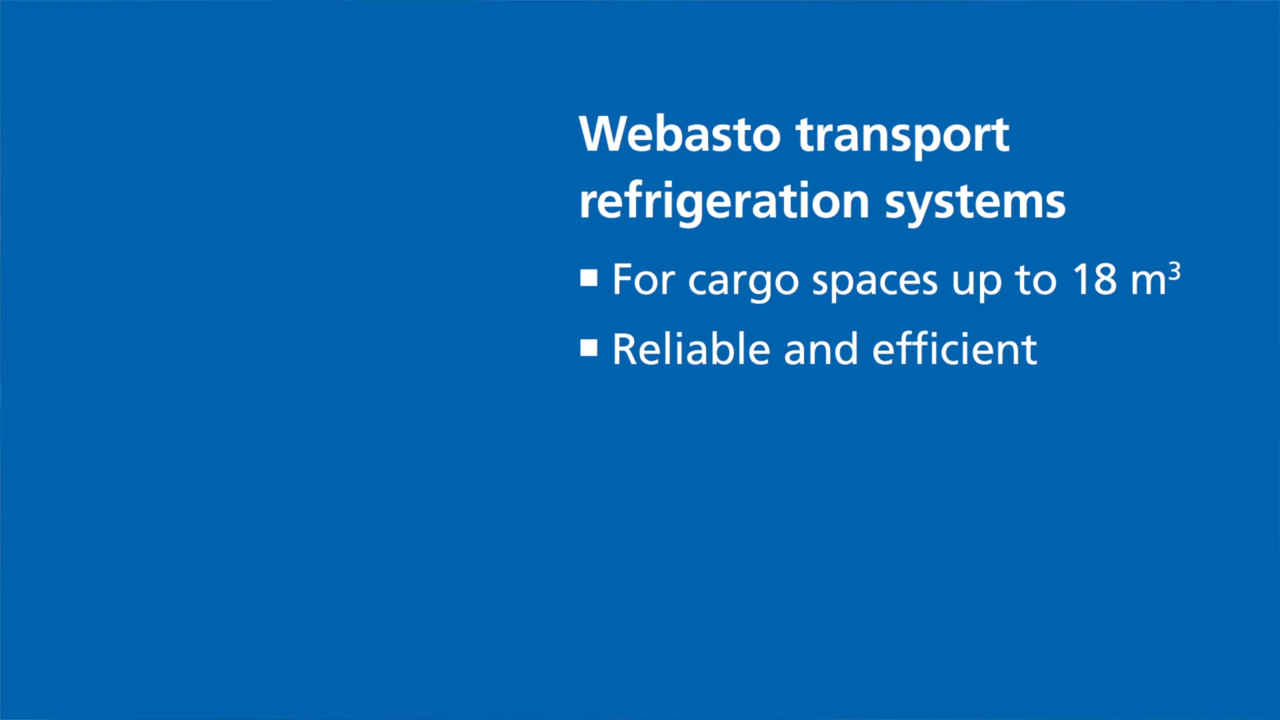 Webasto transport
refrigeration systems
■ For cargo spaces up to 18 m³
■ Reliable and efficient